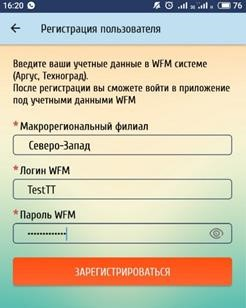 16:20 76
Регистрация пользователя
Введите ваши учетные данные в WFM системе
(Аргус, Техноград).
После регистрации вы сможете войти в приложение
под учетными данными WFM
*Макрорегиональный филиал
Северо-Запад
*Логин WFM
TestTT
*Пароль WFM
•••••••••••••
ЗАРЕГИСТРИРОВАТЬСЯ